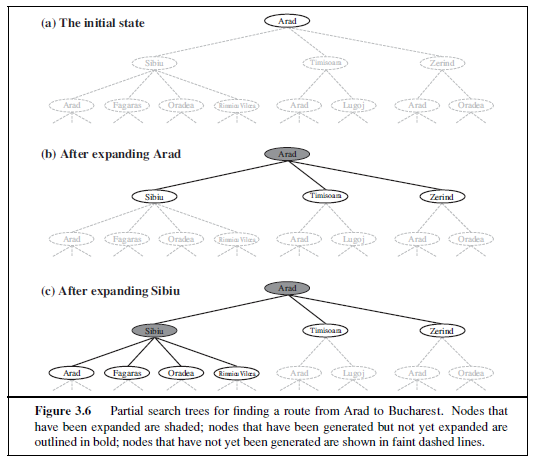 (a) The initial state
Arad
Sibiu Timisoara Zerind
Arad Fagaras Oradea Rimnicu Vilcea Arad Lugoj Arad Oradea
(b) After expanding Arad
Arad
Sibiu Timisoara Zerind
Arad Fagaras Oradea Rimnicu Vilcea Arad Lugoj Arad Oradea
(c) After expanding Sibiu
Arad
Sibiu Timisoara Zerind
Arad Fagaras Oradea Rimnicu Vilcea Arad Lugoj Arad Oradea
Figure 3.6 Partial search trees for finding a route from Arad to Bucharest. Nodes that
have been expanded are shaded; nodes that have been generated but not yet expanded are
outlined in bold; nodes that have not yet been generated are shown in faint dashed lines.